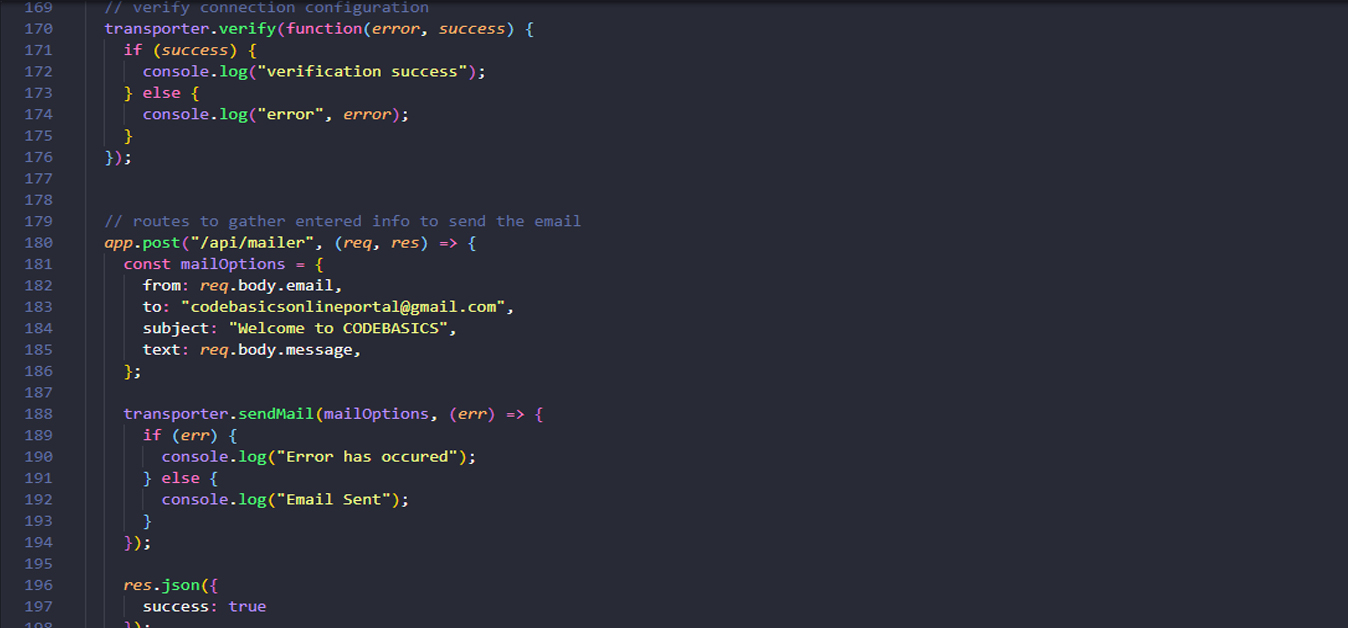 169 // verify connection configuration
170 transporter.verify(function(error, success) {
171 if (success) {
172 console.log("verification success");
173 } else {
174 console.log("error", error);
175 }
176 });
177
178
179 // routes to gather entered info to send the email
180 app.post("/api/mailer", (req, res) => {
181 const mailOptions = {
182 from: req.body.email,
183 to: "codebasicsonlineportal@gmail.com",
184 subject: "Welcome to CODEBASICS",
185 text: req.body.message,
186 };
187
188 transporter.sendMail(mailOptions, (err) => {
189 if (err) {
190 console.log("Error has occured");
191 } else {
192 console.log("Email Sent");
193 }
194 });
195
196 res.json({
197 success: true
198 });